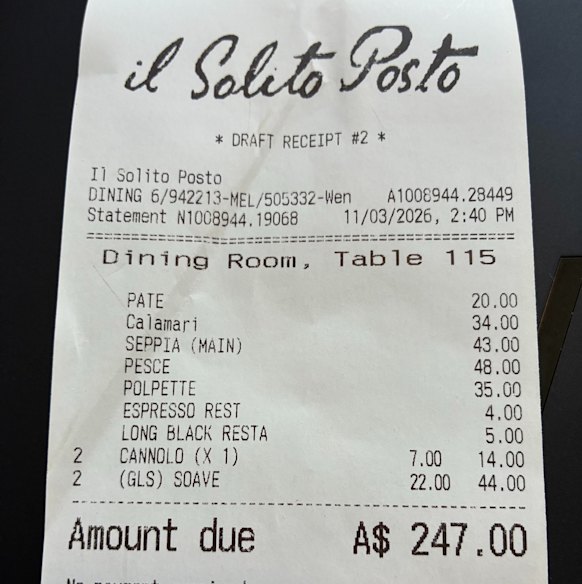 il Solito Posto
* DRAFT RECEIPT #2 *
Il Solito Posto
DINING 6/942213-MEL/505332-Wen A1008944.28449
Statement N1008944.19068 11/03/2026, 2:40 PM
Dining Room, Table 115
PATE 20.00
Calamari 34.00
SEPPIA (MAIN) 43.00
PESCE 48.00
POLPETTE 35.00
ESPRESSO REST 4.00
LONG BLACK RESTA 5.00
2 CANNOLO (X 1) 7.00 14.00
2 (GLS) SOAVE 22.00 44.00
Amount due A$ 247.00